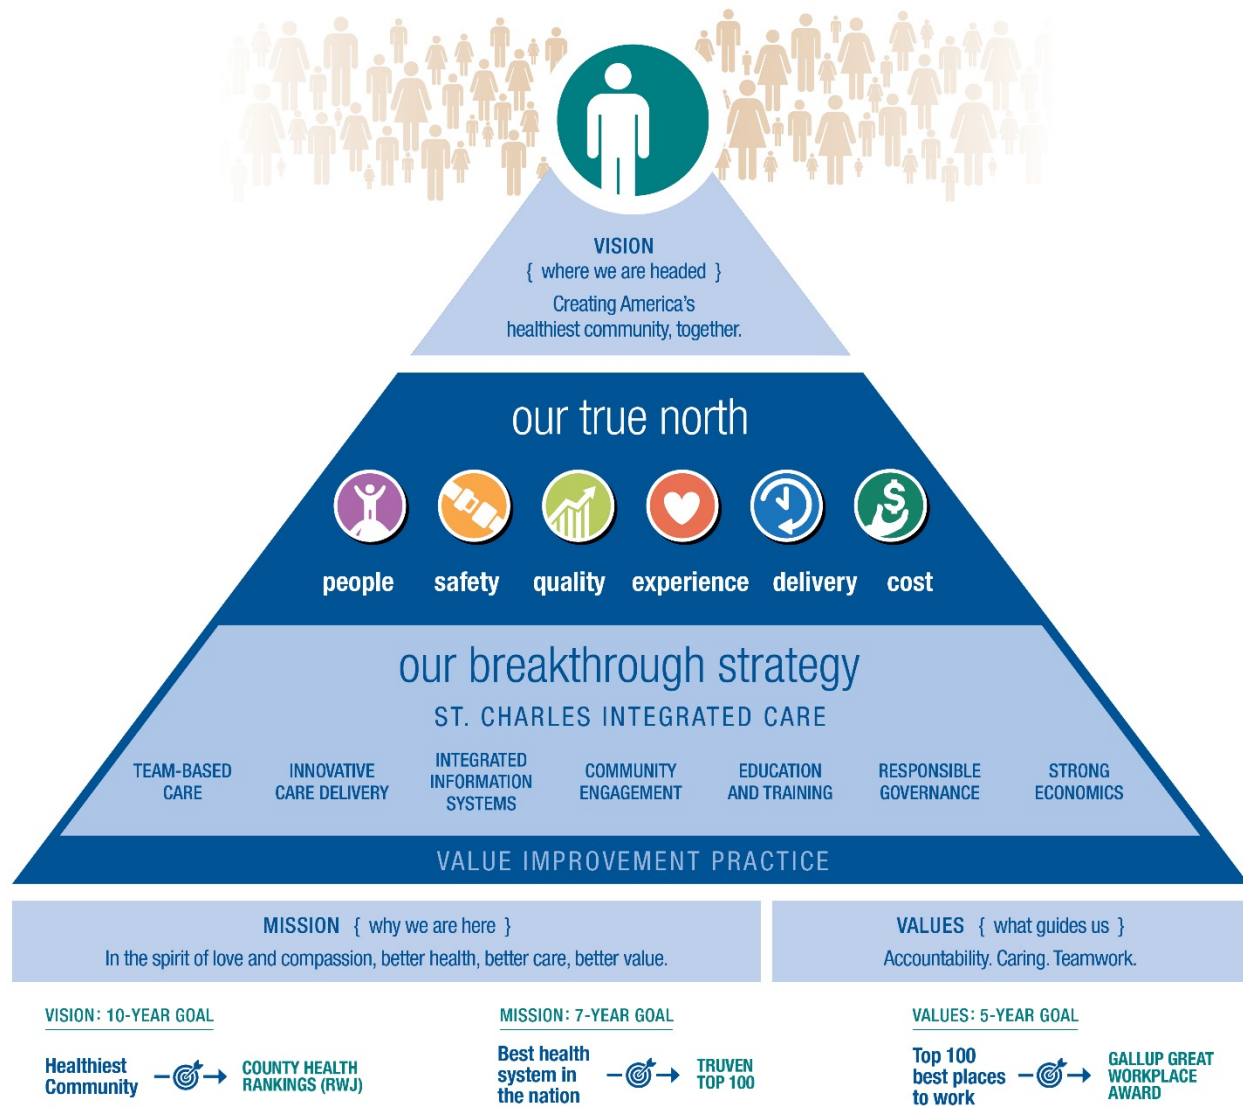 VISION
{ where we are headed }
Creating America's
healthiest community, together.
our true north
people safety quality experience delivery cost
our breakthrough strategy
ST. CHARLES INTEGRATED CARE
TEAM-BASED
CARE
INNOVATIVE
CARE DELIVERY
INTEGRATED
INFORMATION
SYSTEMS
COMMUNITY
ENGAGEMENT
EDUCATION
AND TRAINING
RESPONSIBLE
GOVERNANCE
STRONG
ECONOMICS
VALUE IMPROVEMENT PRACTICE
MISSION { why we are here }
In the spirit of love and compassion, better health, better care, better value.
VALUES { what guides us }
Accountability. Caring. Teamwork.
VISION: 10-YEAR GOAL
Healthiest
Community
COUNTY HEALTH
RANKINGS (RWJ)
MISSION: 7-YEAR GOAL
Best health
system in
the nation
TRUVEN
TOP 100
VALUES: 5-YEAR GOAL
Top 100
best places
to work
GALLUP GREAT
WORKPLACE
AWARD